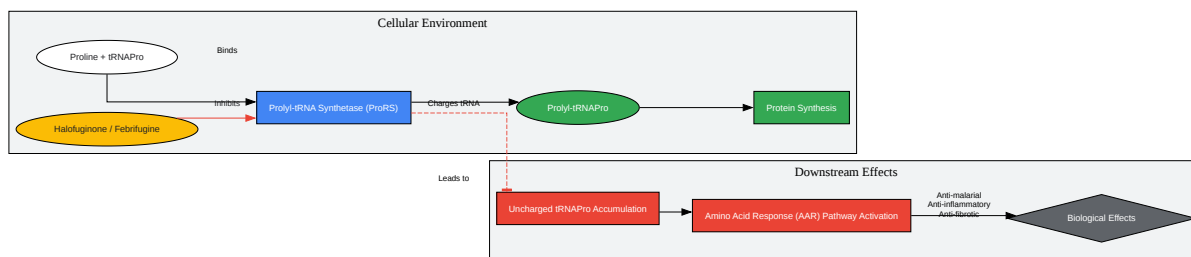 Cellular Environment
Proline + tRNAPro
Binds
Inhibits
Prolyl-tRNA Synthetase (ProRS)
Charges tRNA
Prolyl-tRNAPro
Protein Synthesis
Halofuginone / Febrifugine
Leads to
Downstream Effects
Uncharged tRNAPro Accumulation
Amino Acid Response (AAR) Pathway Activation
Anti-malarial
Anti-inflammatory
Anti-fibrotic
Biological Effects